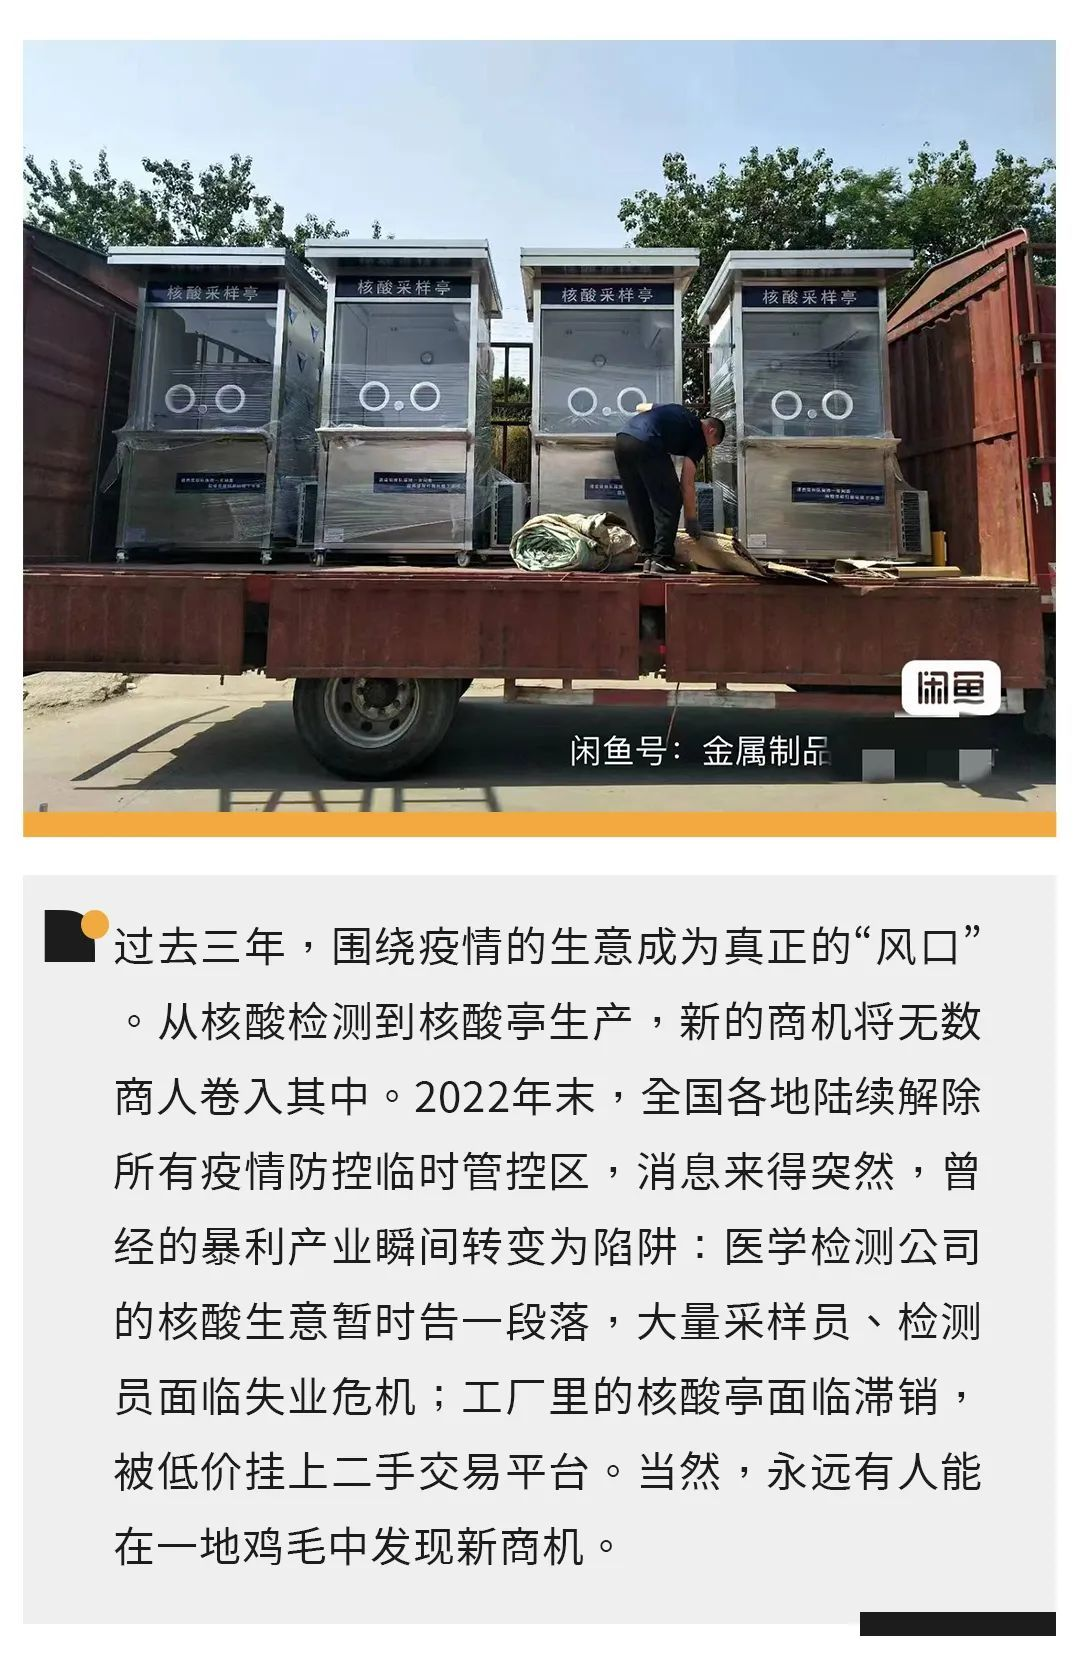 核酸采样亭
核酸采样亭
核酸采样亭
核酸采样亭
闲鱼
闲鱼号：金属制品
过去三年，围绕疫情的生意成为真正的“风口”
。从核酸检测到核酸亭生产，新的商机将无数
商人卷入其中。2022年末，全国各地陆续解除
所有疫情防控临时管控区，消息来得突然，曾
经的暴利产业瞬间转变为陷阱：医学检测公司
的核酸生意暂时告一段落，大量采样员、检测
员面临失业危机；工厂里的核酸亭面临滞销，
被低价挂上二手交易平台。当然，永远有人能
在一地鸡毛中发现新商机。